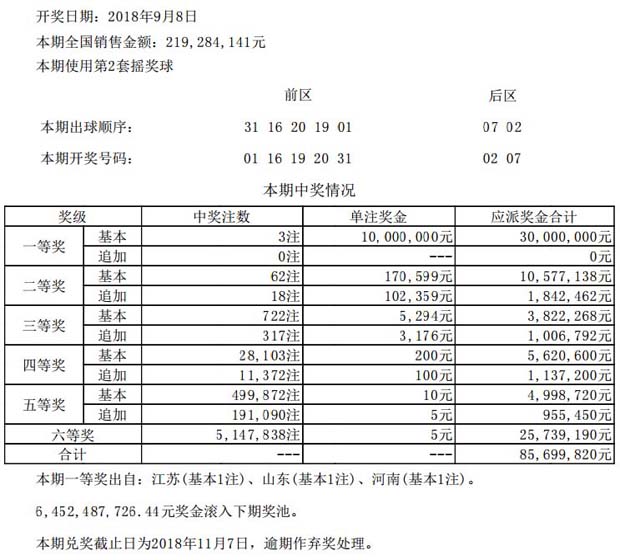 开奖日期：2018年9月8日
本期全国销售金额：219,284,141元
本期使用第2套摇奖球
前区 后区
本期出球顺序： 31 16 20 19 01 07 02
本期开奖号码： 01 16 19 20 31 02 07
本期中奖情况
奖级 中奖注数 单注奖金 应派奖金合计
一等奖 基本 3注 10,000,000元 30,000,000元
追加 0注 --- 0元
二等奖 基本 62注 170,599元 10,577,138元
追加 18注 102,359元 1,842,462元
三等奖 基本 722注 5,294元 3,822,268元
追加 317注 3,176元 1,006,792元
四等奖 基本 28,103注 200元 5,620,600元
追加 11,372注 100元 1,137,200元
五等奖 基本 499,872注 10元 4,998,720元
追加 191,090注 5元 955,450元
六等奖 5,147,838注 5元 25,739,190元
合计 --- --- 85,699,820元
本期一等奖出自：江苏(基本1注)、山东(基本1注)、河南(基本1注)。
6,452,487,726.44元奖金滚入下期奖池。
本期兑奖截止日为2018年11月7日，逾期作弃奖处理。